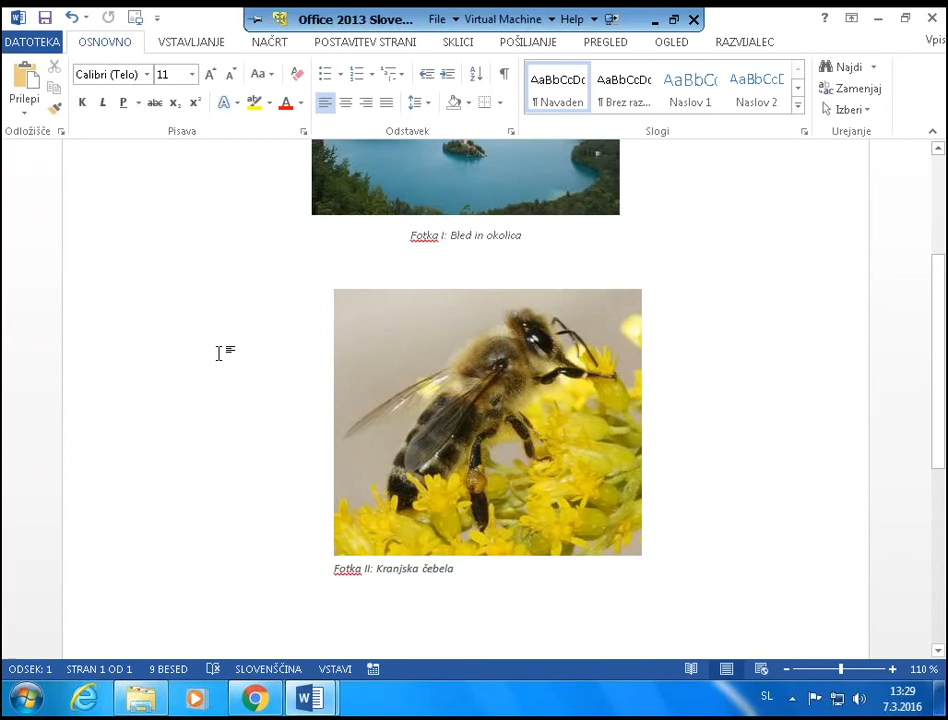 Office 2013 Slove...
File
Virtual Machine
Help
DATOTEKA OSNOVNO VSTAVLJANJE NAČRT POSTAVITEV STRANI SKLICI POŠILJANJE PREGLED OGLED RAZVIJALEC Vpis
Calibri (Telo) 11 Aa
Prilepi
K L P abc x₂ x² A A
AaBbCcDc AaBbCcDc AaBbCc AaBbCcE
¶ Navaden ¶ Brez raz... Naslov 1 Naslov 2
Najdi
Zamenjaj
Izberi
Odložišče Pisava Odstavek Slogi Urejanje
Fotka I: Bled in okolica
Fotka II: Kranjska čebela
ODSEK: 1 STRAN 1 OD 1 9 BESED SLOVENŠČINA VSTAVI 110 %
SL
13:29
7.3.2016